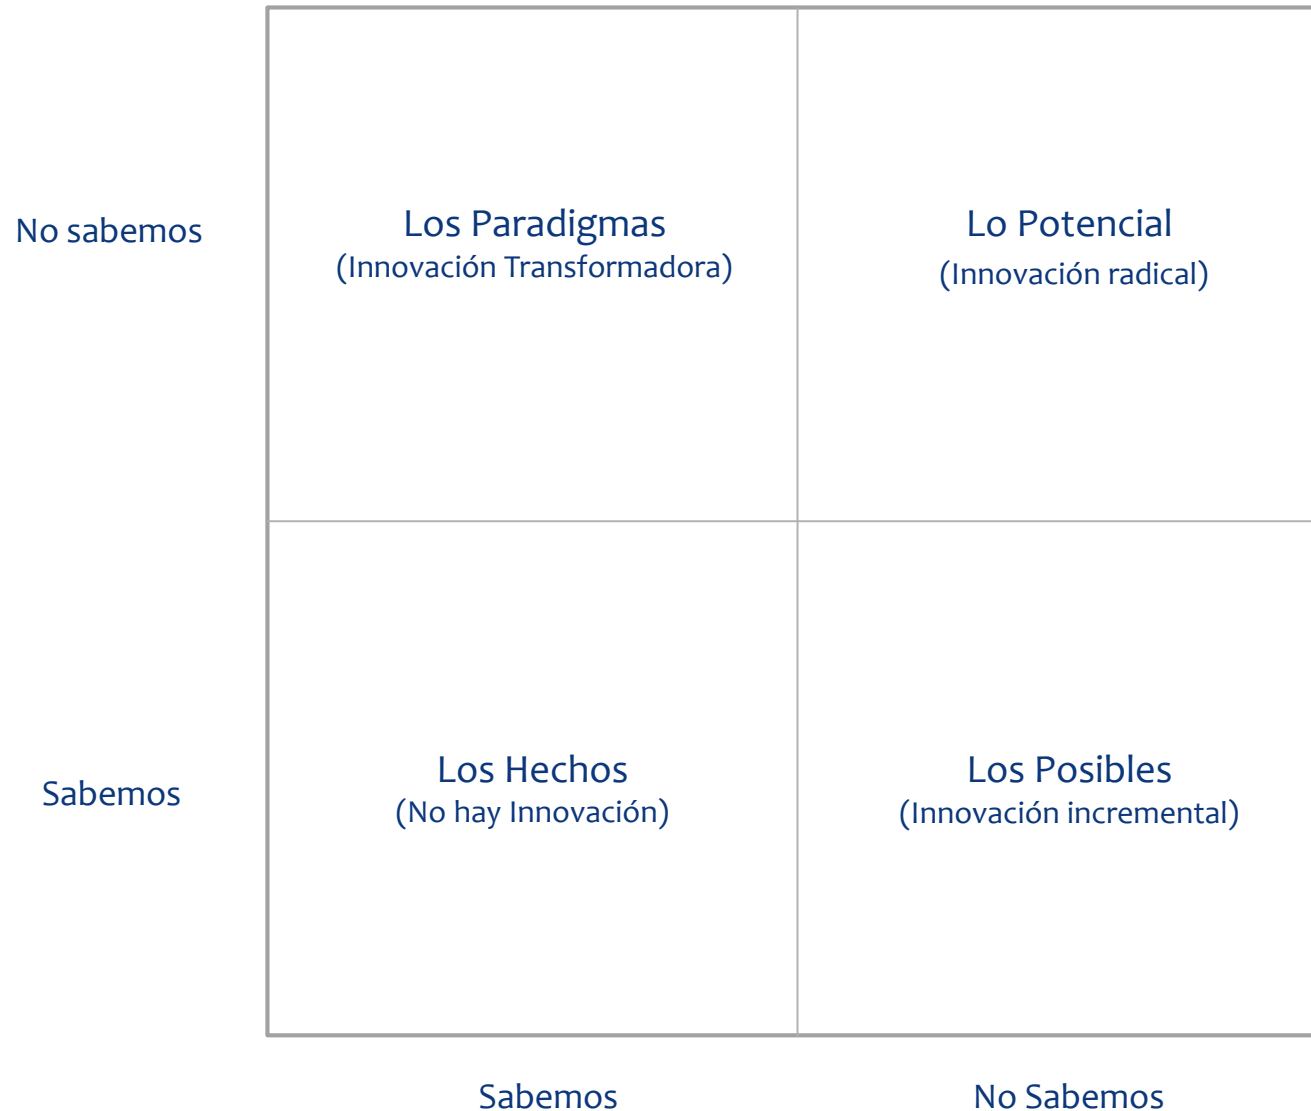 No sabemos
Los Paradigmas
(Innovación Transformadora)
Lo Potencial
(Innovación radical)
Sabemos
Los Hechos
(No hay Innovación)
Los Posibles
(Innovación incremental)
Sabemos
No Sabemos